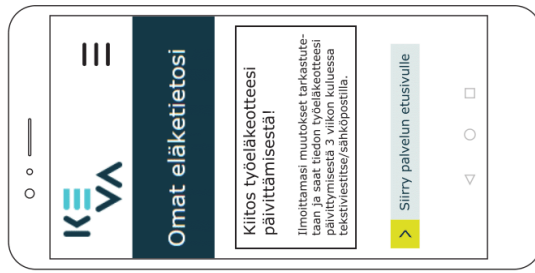 KEVA
Omat eläketietosi
Kiitos työeläkeotteesi
päivittämisestä!
Ilmoittamasi muutokset tarkastute-
taan ja saat tiedon työeläkeotteesi
päivittymisestä 3 viikon kuluessa
tekstiviestitse/sähköpostilla.
Siirry palvelun etusivulle